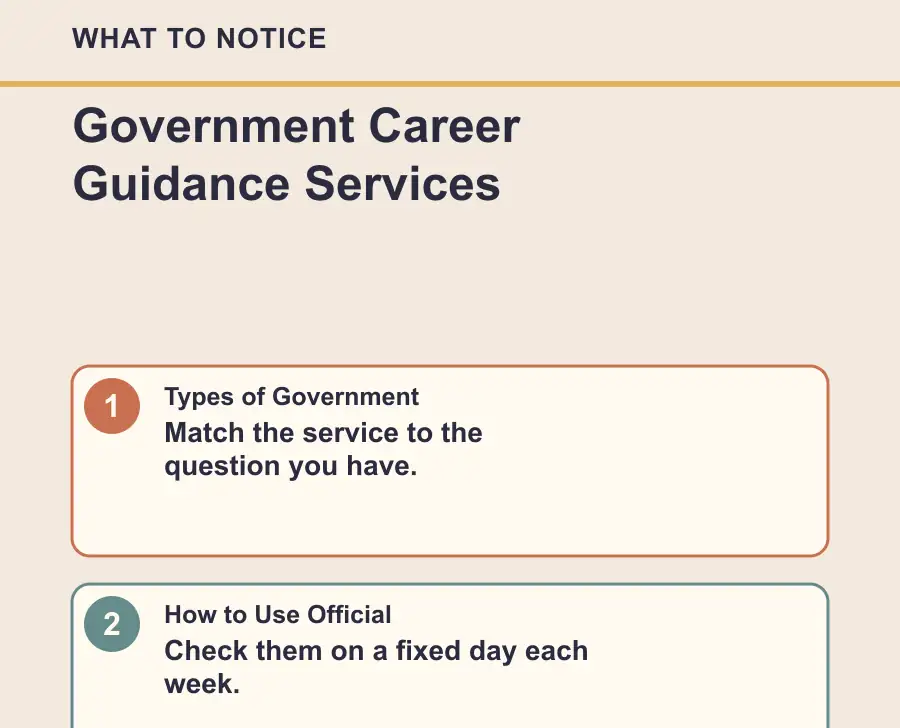 WHAT TO NOTICE
Government Career
Guidance Services
1
Types of Government
Match the service to the
question you have.
2
How to Use Official
Check them on a fixed day each
week.